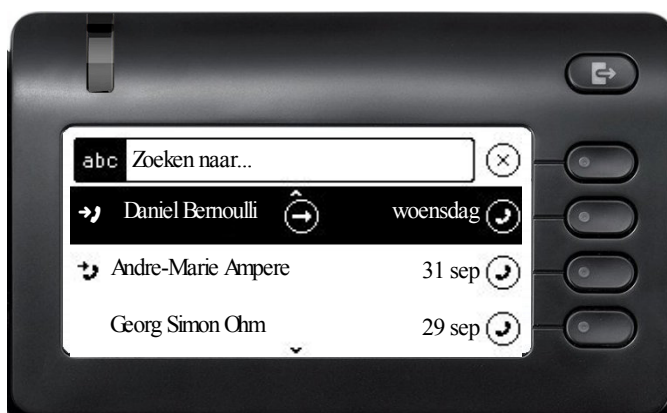 abc Zoeken naar...
Daniel Bernoulli woensdag
Andre-Marie Ampere 31 sep
Georg Simon Ohm 29 sep